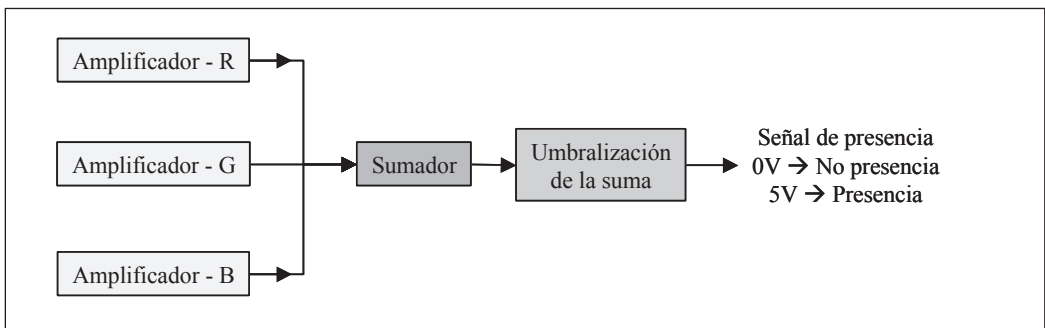 Amplificador - R
Amplificador - G
Amplificador - B
Sumador
Umbralización
de la suma
Señal de presencia
0V → No presencia
5V → Presencia